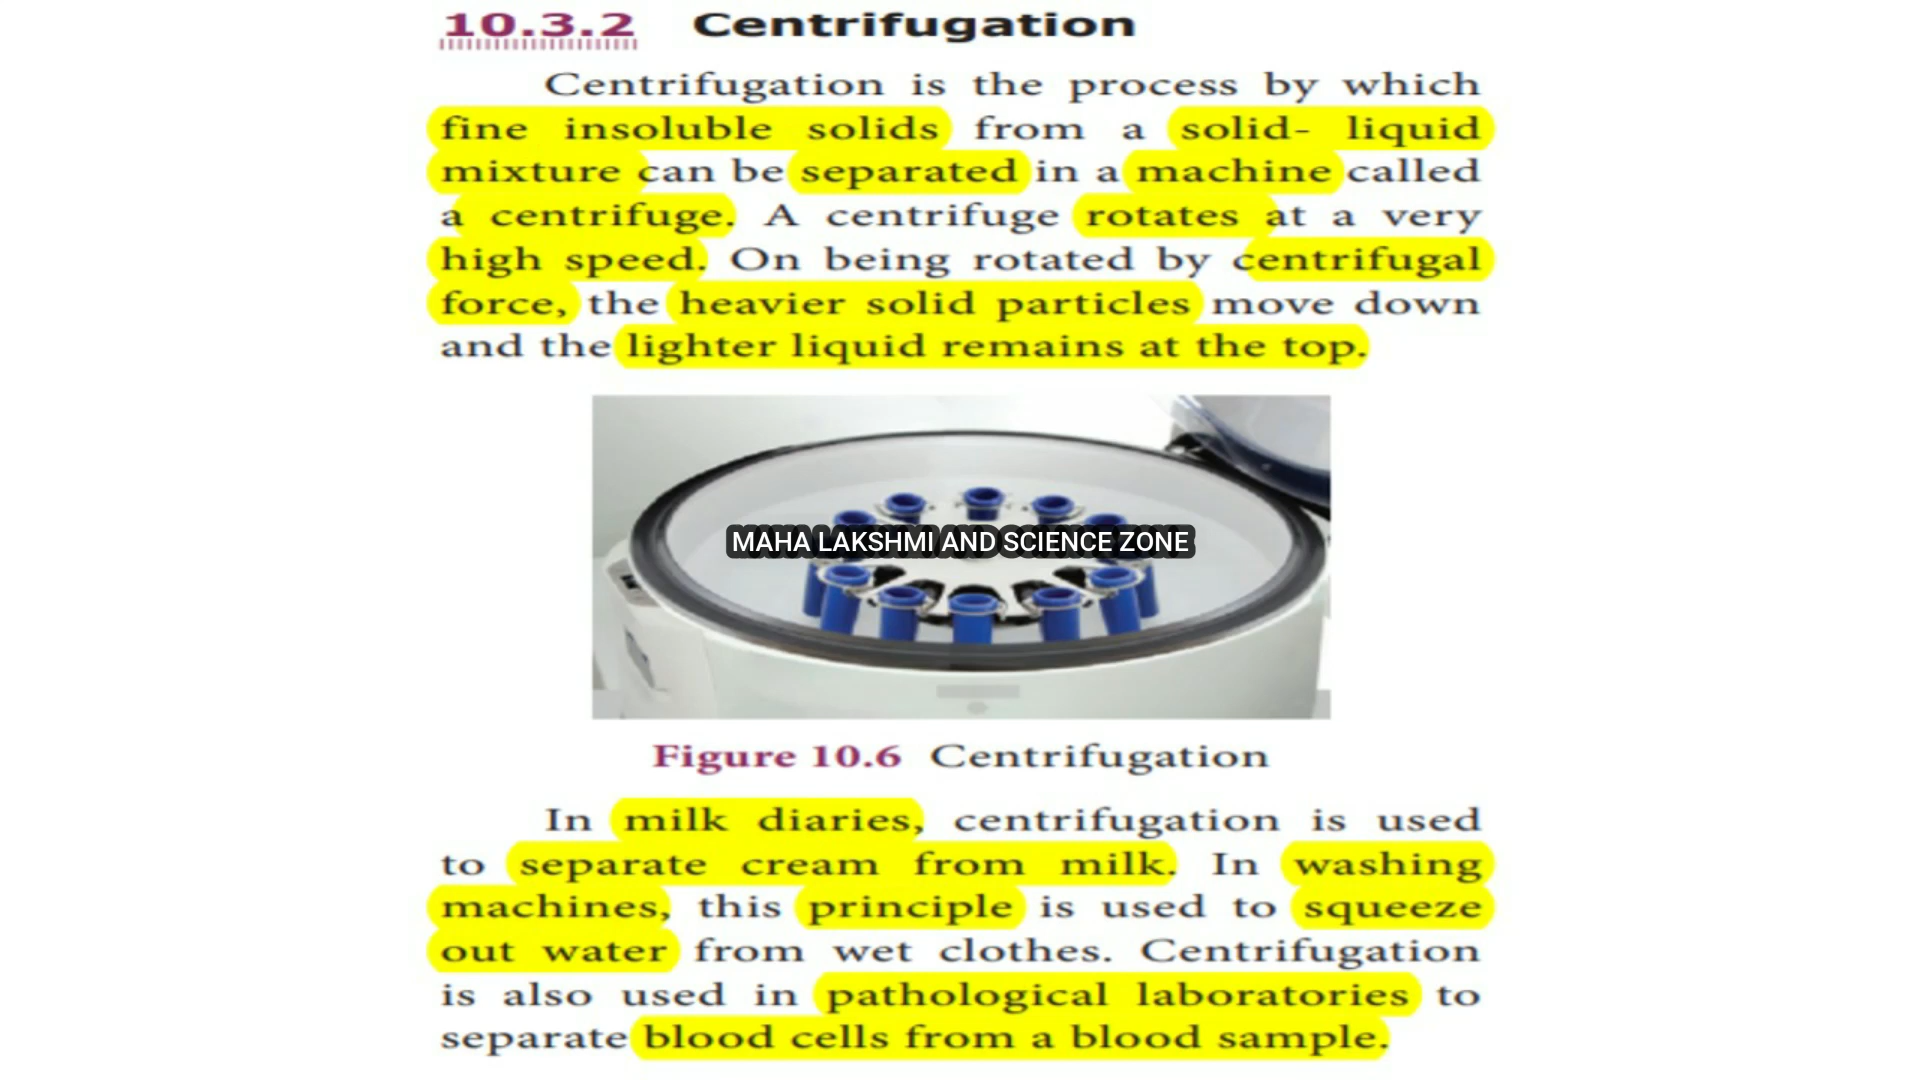 10.3.2 Centrifugation
Centrifugation is the process by which
fine insoluble solids from a solid- liquid
mixture can be separated in a machine called
a centrifuge. A centrifuge rotates at a very
high speed. On being rotated by centrifugal
force, the heavier solid particles move down
and the lighter liquid remains at the top.
MAHA LAKSHMI AND SCIENCE ZONE
Figure 10.6 Centrifugation
In milk diaries, centrifugation is used
to separate cream from milk. In washing
machines, this principle is used to squeeze
out water from wet clothes. Centrifugation
is also used in pathological laboratories to
separate blood cells from a blood sample.